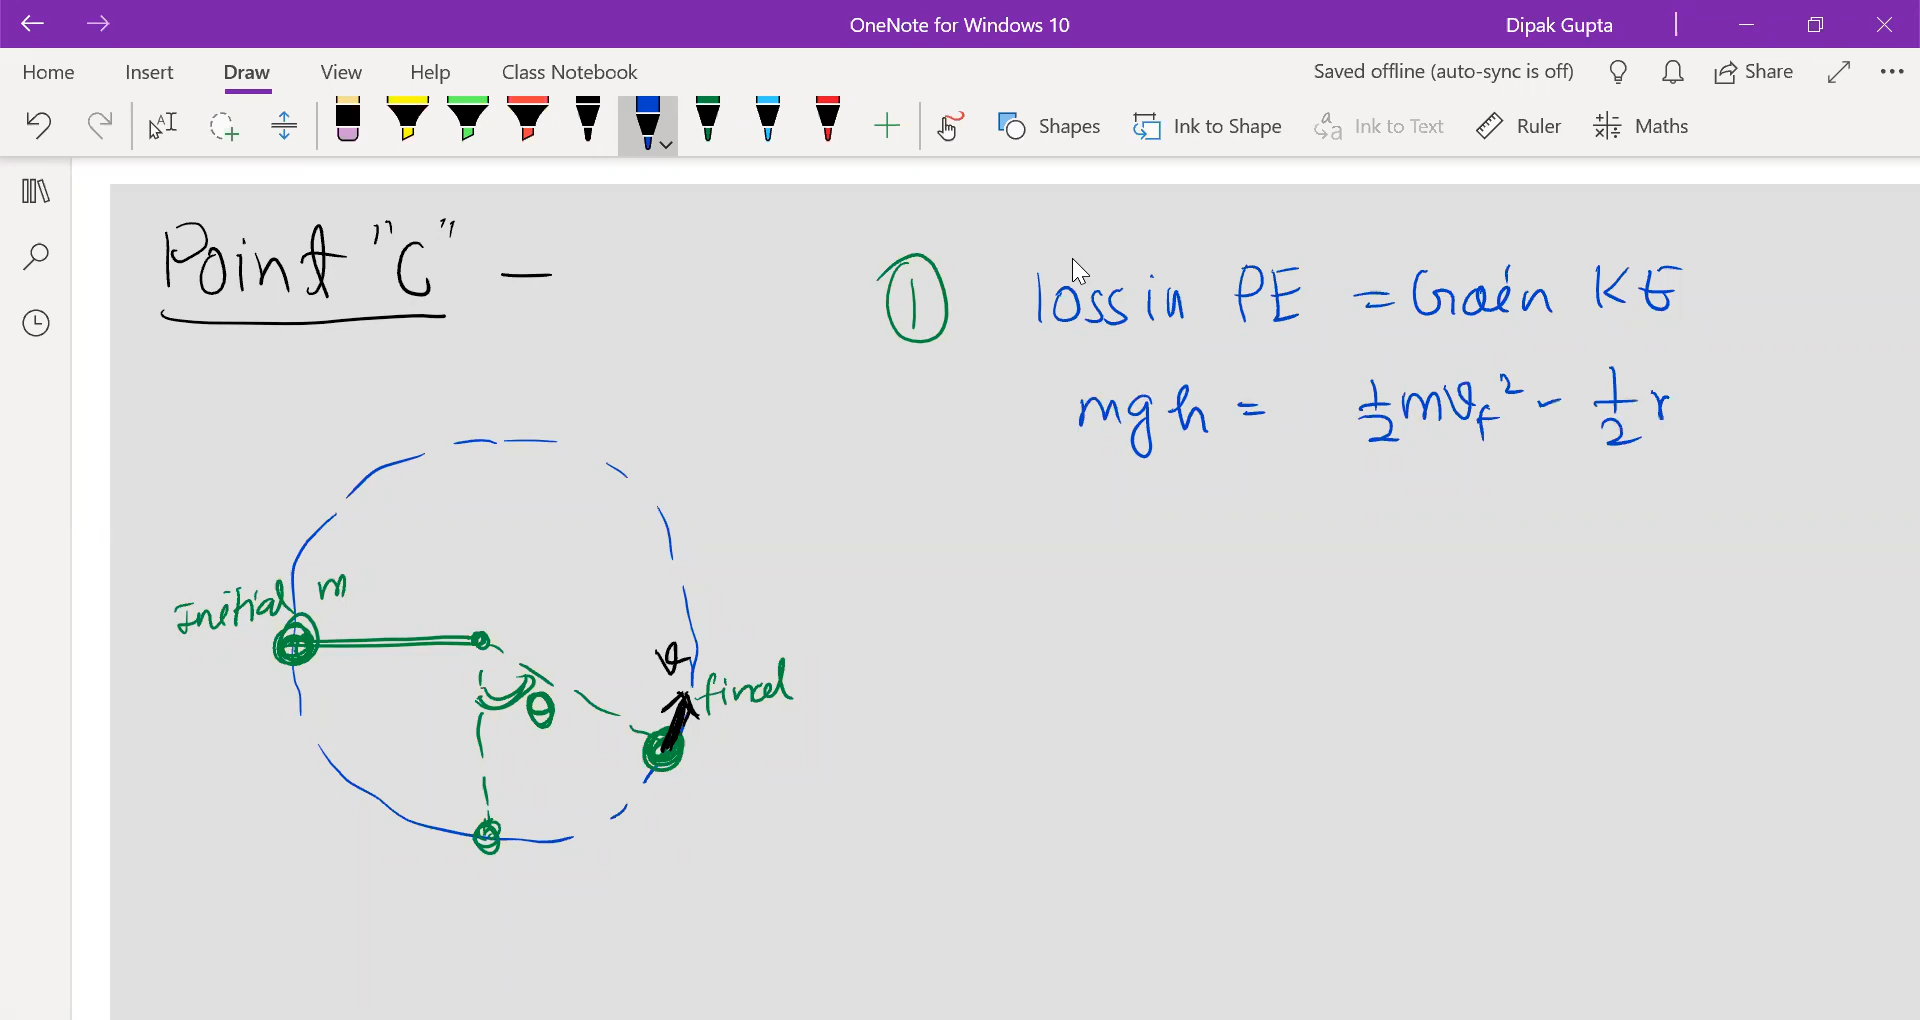 OneNote for Windows 10
Dipak Gupta
Home Insert Draw View Help Class Notebook
Saved offline (auto-sync is off) Share
Shapes Ink to Shape Ink to Text Ruler Maths
Point "C" —
① loss in PE = Gain KE
mgh = ½mv_f² - ½
Initial m
θ
v
final